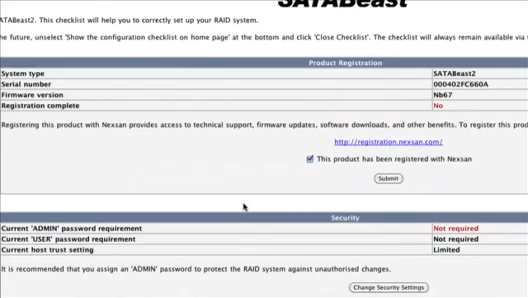 SATABeast
SATABeast2. This checklist will help you to correctly set up your RAID system.
he future, unselect 'Show the configuration checklist on home page' at the bottom and click 'Close Checklist'. The checklist will always remain available via
Product Registration
System type SATABeast2
Serial number 000402FC660A
Firmware version Nb67
Registration complete No
Registering this product with Nexsan provides access to technical support, firmware updates, software downloads, and other benefits. To register this prod
http://registration.nexsan.com/
This product has been registered with Nexsan
Submit
Security
Current 'ADMIN' password requirement Not required
Current 'USER' password requirement Not required
Current host trust setting Limited
It is recommended that you assign an 'ADMIN' password to protect the RAID system against unauthorised changes.
Change Security Settings